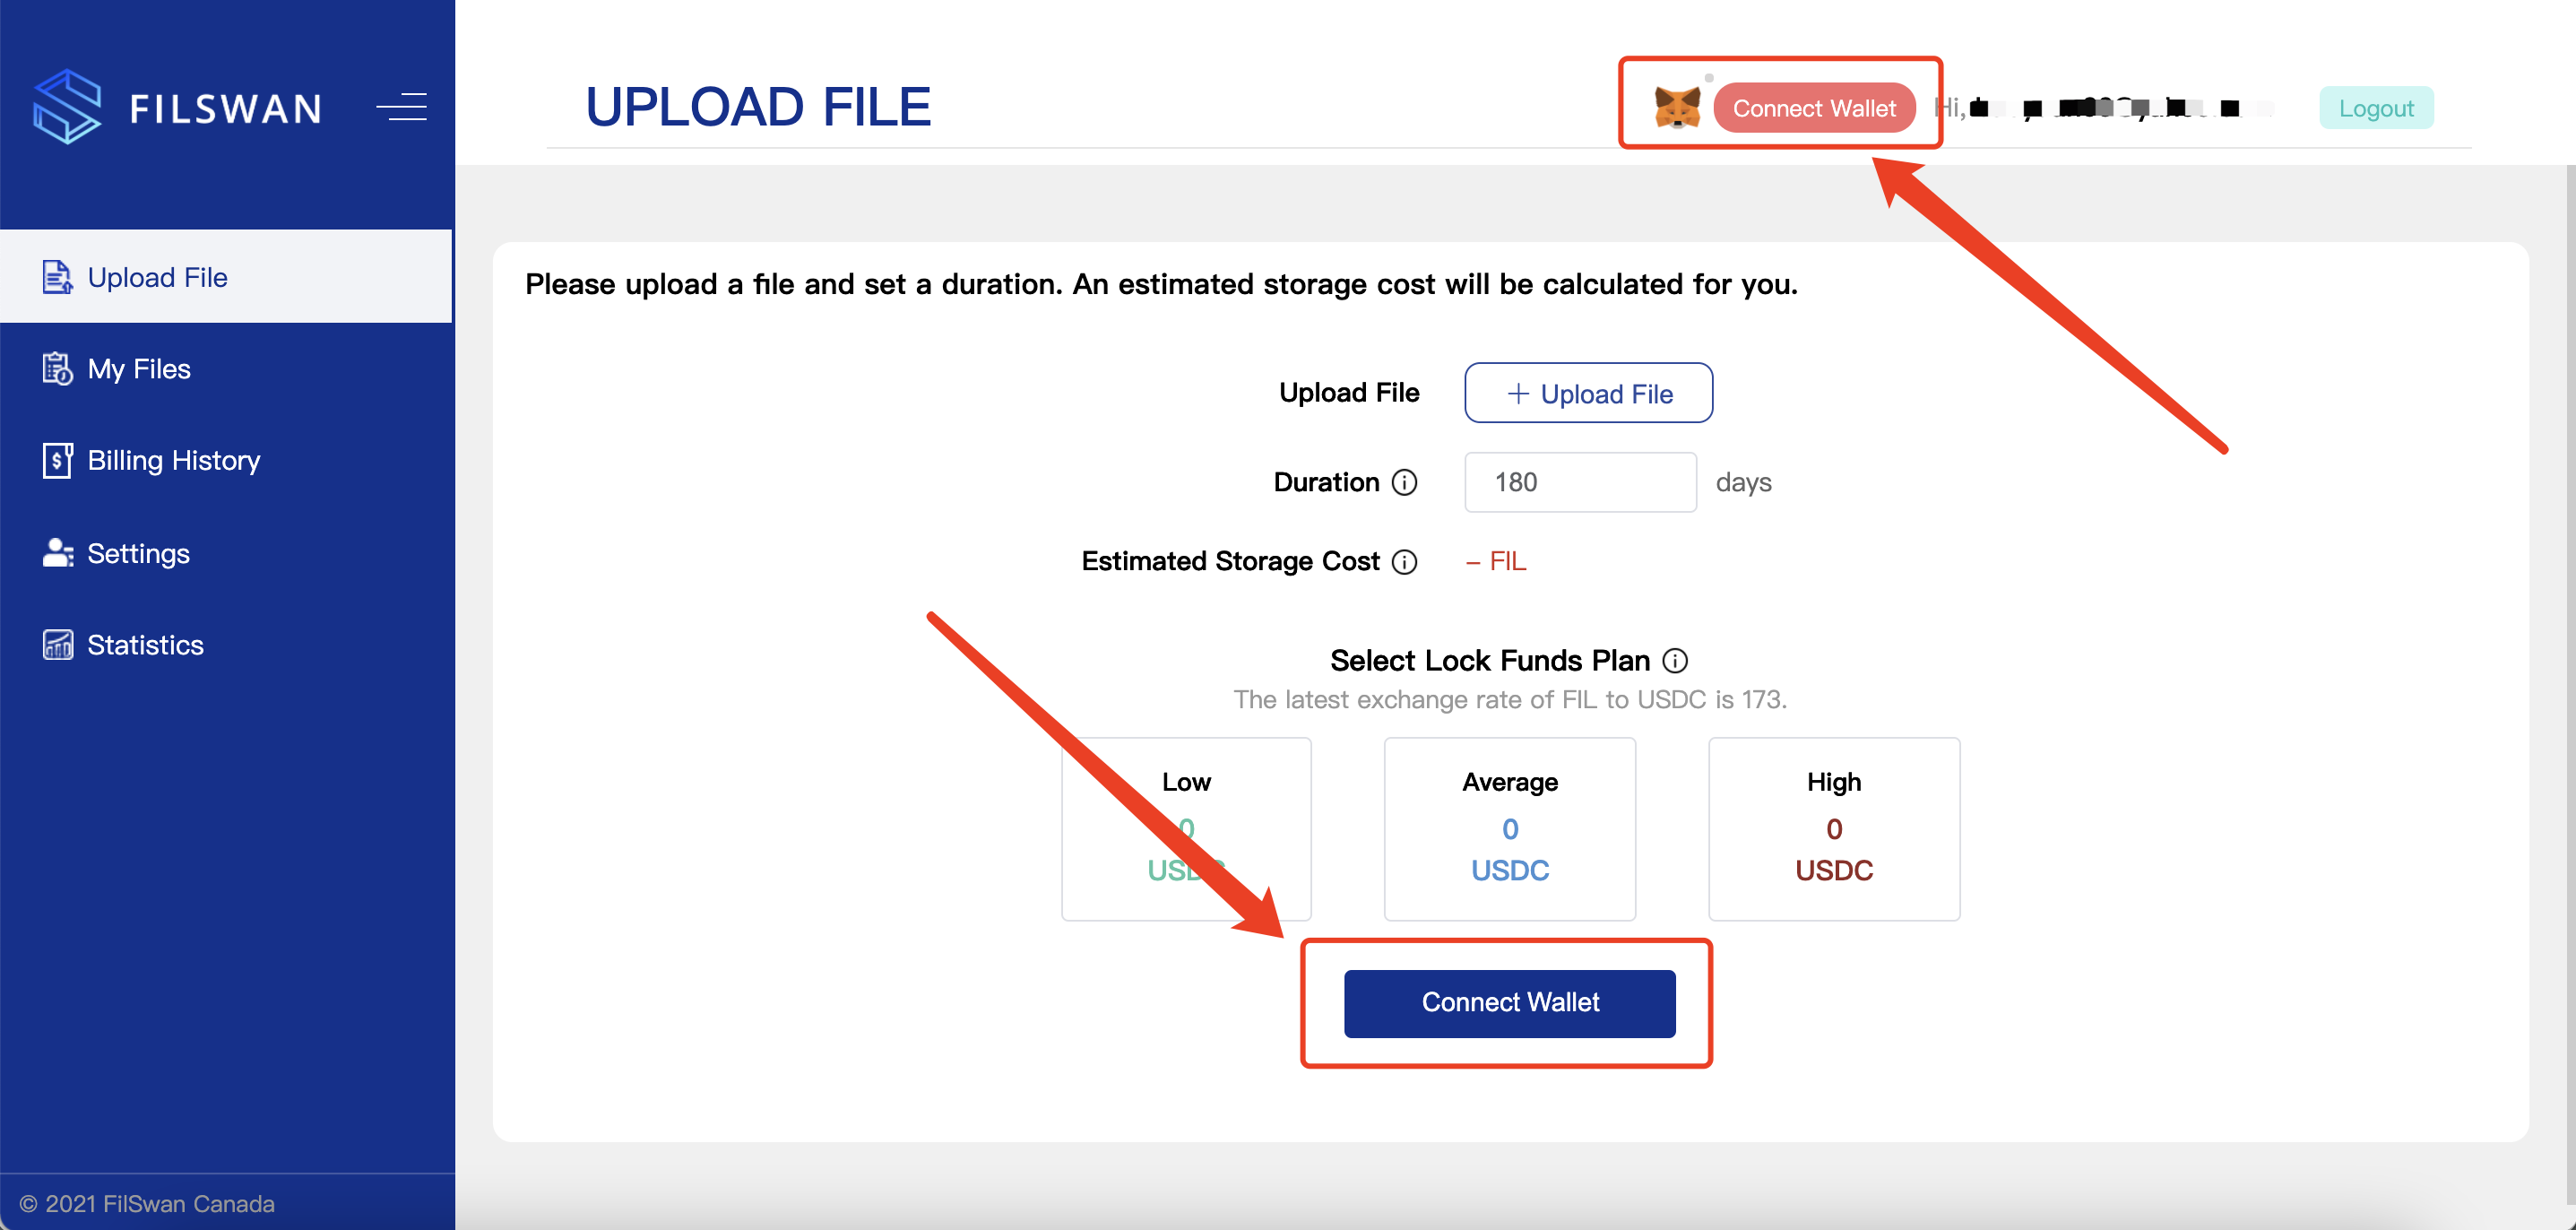 FILSWAN
UPLOAD FILE
Connect Wallet
Hi,
Logout
Upload File
My Files
Billing History
Settings
Statistics
Please upload a file and set a duration. An estimated storage cost will be calculated for you.
Upload File
+ Upload File
Duration
180
days
Estimated Storage Cost
– FIL
Select Lock Funds Plan
The latest exchange rate of FIL to USDC is 173.
Low
0
USDC
Average
0
USDC
High
0
USDC
Connect Wallet
© 2021 FilSwan Canada